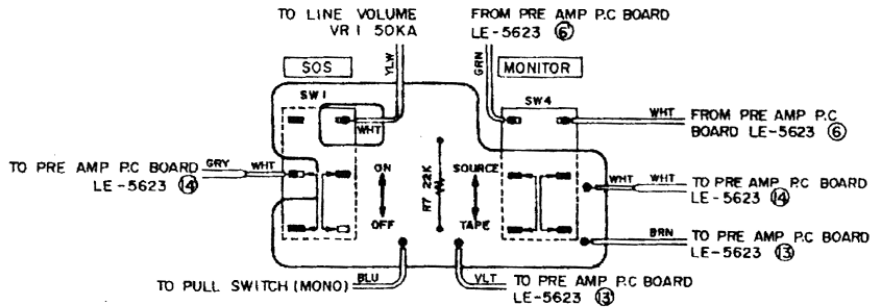 TO LINE VOLUME
VR1 50KA
FROM PRE AMP P.C BOARD
LE-5623 ⑥
YLW
GRN
SOS
MONITOR
SW1
SW4
WHT
WHT
FROM PRE AMP P.C
BOARD LE-5623 ⑥
TO PRE AMP P.C BOARD
LE-5623 ⑭
GRY
WHT
ON
OFF
R7 22K
SOURCE
TAPE
WHT
WHT
TO PRE AMP P.C BOARD
LE-5623 ⑭
BRN
TO PRE AMP P.C BOARD
LE-5623 ⑬
TO PULL SWITCH (MONO)
BLU
VLT
TO PRE AMP P.C BOARD
LE-5623 ⑬